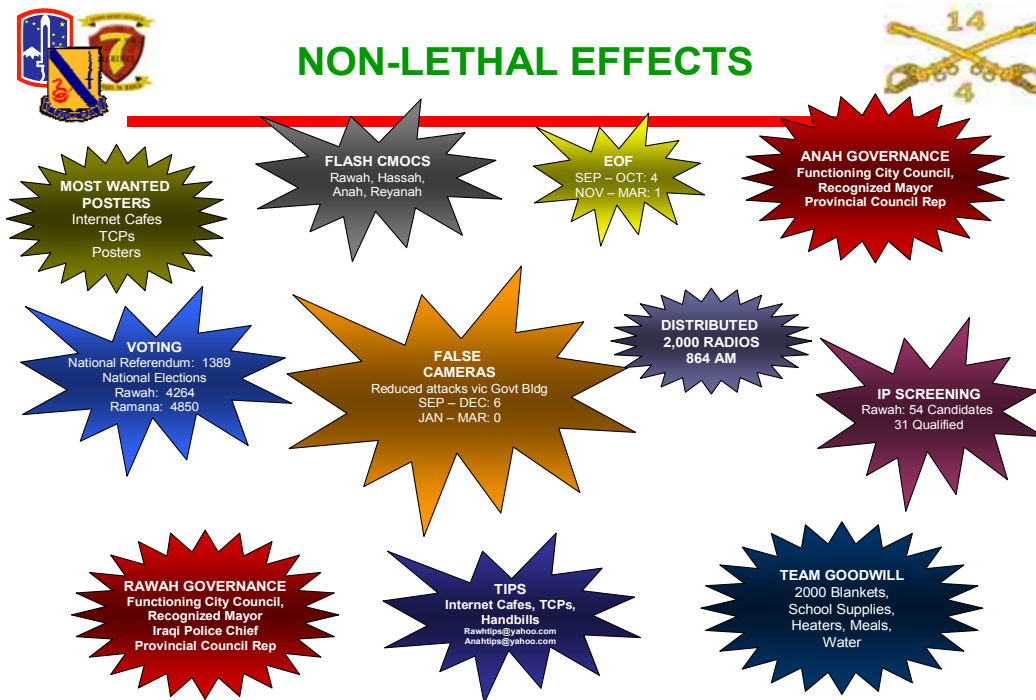 NON-LETHAL EFFECTS
7
14
4
MOST WANTED
POSTERS
Internet Cafes
TCPs
Posters
FLASH CMOCS
Rawah, Hassah,
Anah, Reyanah
EOF
SEP – OCT: 4
NOV – MAR: 1
ANAH GOVERNANCE
Functioning City Council,
Recognized Mayor
Provincial Council Rep
VOTING
National Referendum: 1389
National Elections
Rawah: 4264
Ramana: 4850
FALSE
CAMERAS
Reduced attacks vic Govt Bldg
SEP – DEC: 6
JAN – MAR: 0
DISTRIBUTED
2,000 RADIOS
864 AM
IP SCREENING
Rawah: 54 Candidates
31 Qualified
RAWAH GOVERNANCE
Functioning City Council,
Recognized Mayor
Iraqi Police Chief
Provincial Council Rep
TIPS
Internet Cafes, TCPs,
Handbills
Rawhtips@yahoo.com
Anahtips@yahoo.com
TEAM GOODWILL
2000 Blankets,
School Supplies,
Heaters, Meals,
Water